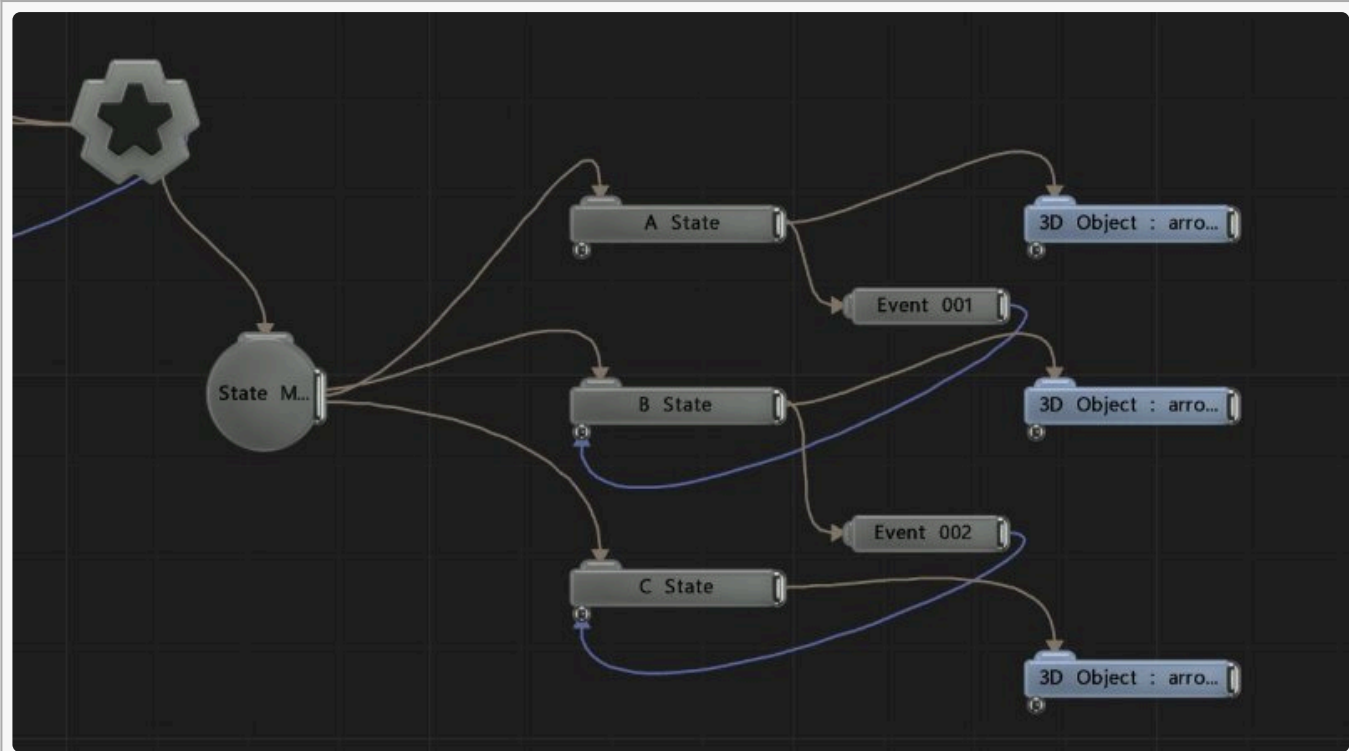 A State
3D Object : arro...
Event 001
State M...
B State
3D Object : arro...
Event 002
C State
3D Object : arro...